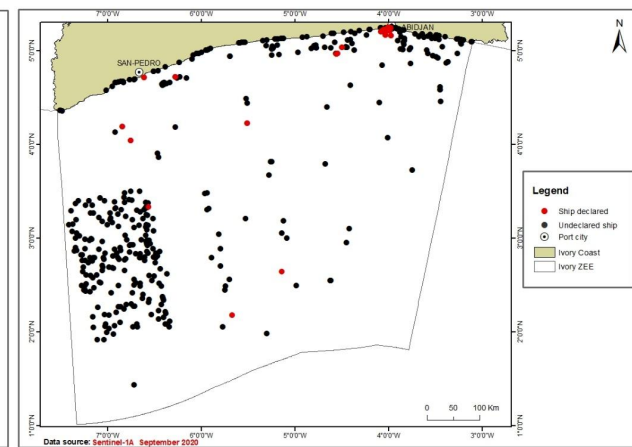 7°0'0"W 6°0'0"W 5°0'0"W 4°0'0"W 3°0'0"W
ABIDJAN
SAN-PEDRO
5°0'0"N 5°0'0"N
4°0'0"N 4°0'0"N
3°0'0"N 3°0'0"N
2°0'0"N 2°0'0"N
1°0'0"N 1°0'0"N
N
Legend
Ship declared
Undeclared ship
Port city
Ivory Coast
Ivory ZEE
0 50 100 Km
Data source: Sentinel-1A September 2020
7°0'0"W 6°0'0"W 5°0'0"W 4°0'0"W 3°0'0"W